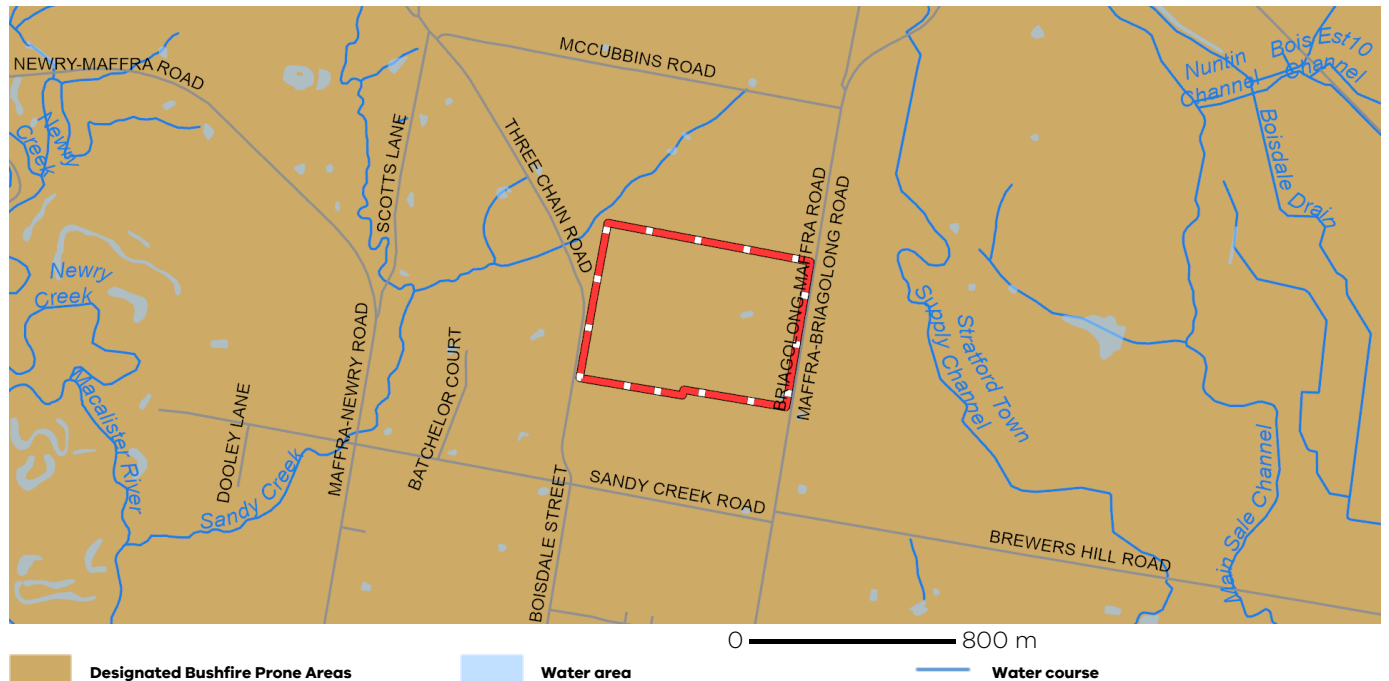 MCCUBBINS ROAD
NEWRY-MAFFRA ROAD
Nuntin
Channel
Bois Est10
Channel
Newry
Creek
SCOTTS LANE
THREE CHAIN ROAD
Boisdale Drain
BRIAGOLONG-MAFFRA ROAD
MAFFRA-BRIAGOLONG ROAD
Newry
Creek
Supply Channel
Stratford Town
MAFFRA-NEWRY ROAD
BATCHELOR COURT
Macalister River
DOOLEY LANE
Sandy Creek
BOISDALE STREET
SANDY CREEK ROAD
BREWERS HILL ROAD
Main Sale Channel
0 800 m
Designated Bushfire Prone Areas
Water area
Water course